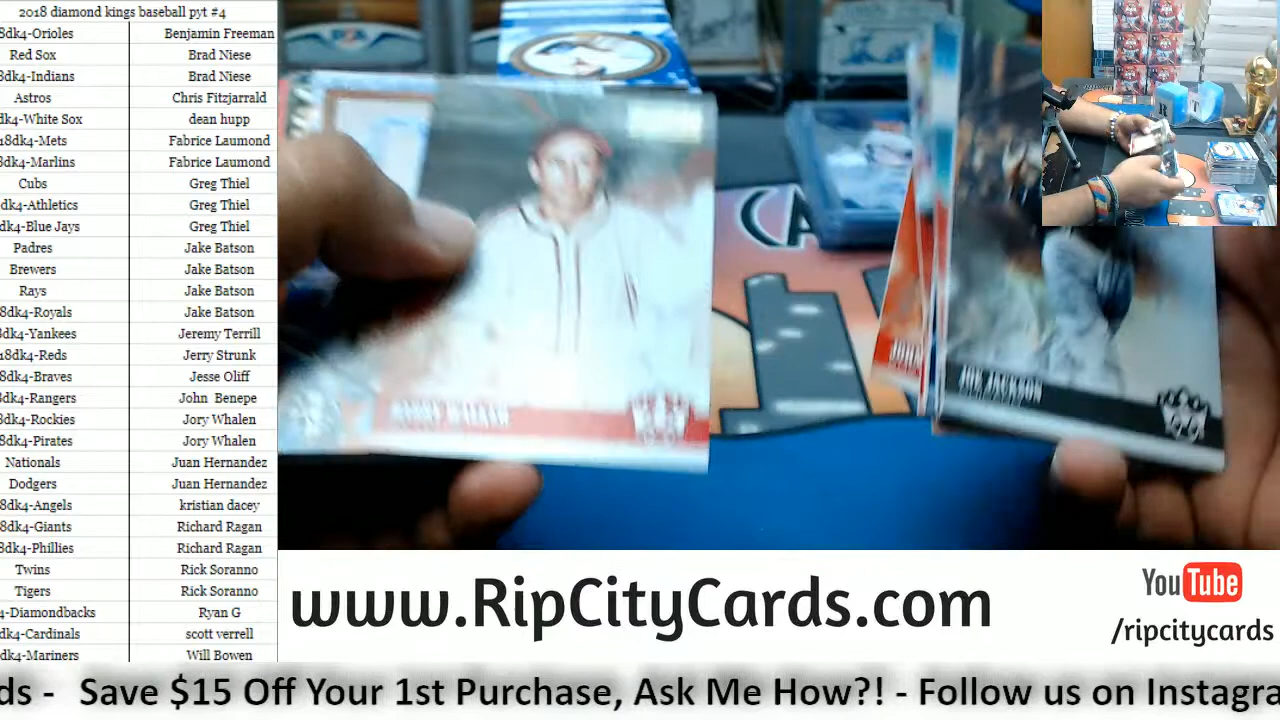 2018 diamond kings baseball pyt #4
8dk4-Orioles Benjamin Freeman
Red Sox Brad Niese
8dk4-Indians Brad Niese
Astros Chris Fitzjarrald
dk4-White Sox dean hupp
18dk4-Mets Fabrice Laumond
8dk4-Marlins Fabrice Laumond
Cubs Greg Thiel
dk4-Athletics Greg Thiel
dk4-Blue Jays Greg Thiel
Padres Jake Batson
Brewers Jake Batson
Rays Jake Batson
8dk4-Royals Jake Batson
8dk4-Yankees Jeremy Terrill
18dk4-Reds Jerry Strunk
8dk4-Braves Jesse Oliff
8dk4-Rangers John Benepe
8dk4-Rockies Jory Whalen
8dk4-Pirates Jory Whalen
Nationals Juan Hernandez
Dodgers Juan Hernandez
8dk4-Angels kristian dacey
8dk4-Giants Richard Ragan
8dk4-Phillies Richard Ragan
Twins Rick Soranno
Tigers Rick Soranno
4-Diamondbacks Ryan G
dk4-Cardinals scott verrell
dk4-Mariners Will Bowen
CA
JOHN
JOE JACKSON
www.RipCityCards.com
YouTube
/ripcitycards
ds - Save $15 Off Your 1st Purchase, Ask Me How?! - Follow us on Instagra